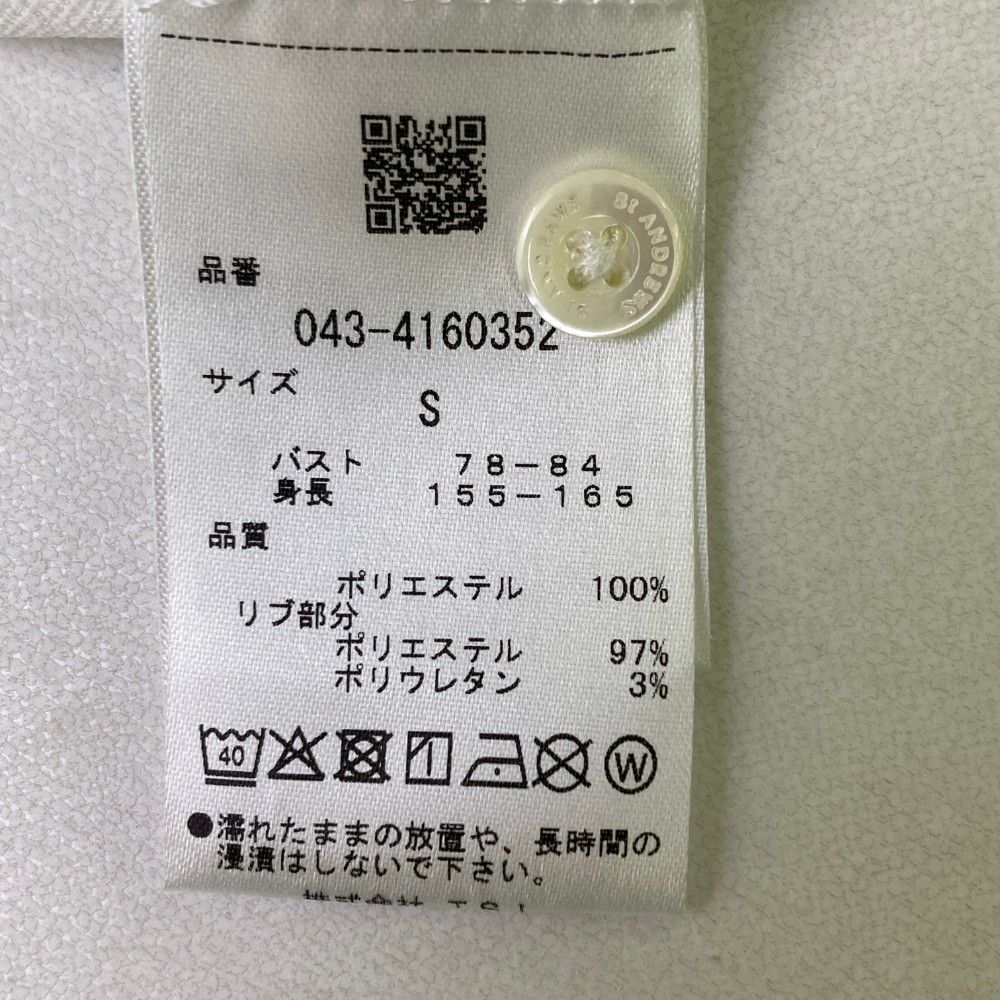 St ANDREWS
St ANDREWS
品番
043-4160352
サイズ
S
バスト 78-84
身長 155-165
品質
ポリエステル 100%
リブ部分
ポリエステル 97%
ポリウレタン 3%
40
W
●濡れたままの放置や、長時間の
浸漬はしないで下さい。